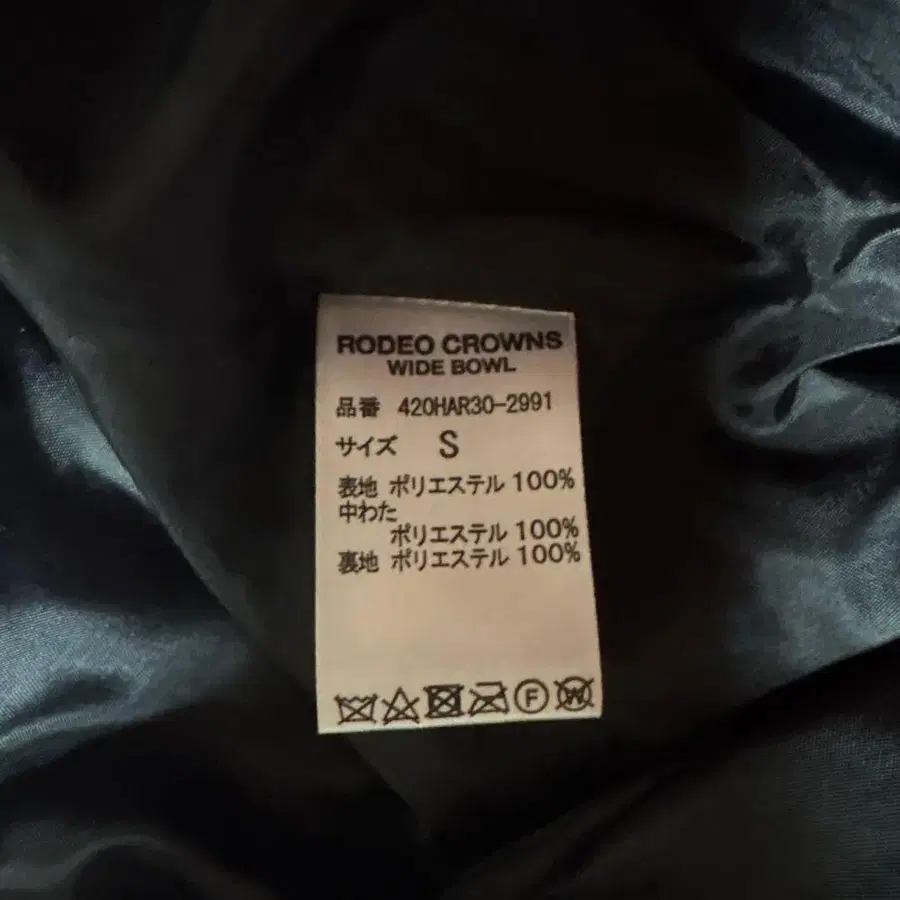 RODEO CROWNS
WIDE BOWL
品番 420HAR30-2991
サイズ S
表地 ポリエステル 100%
中わた
ポリエステル 100%
裏地 ポリエステル 100%
F W